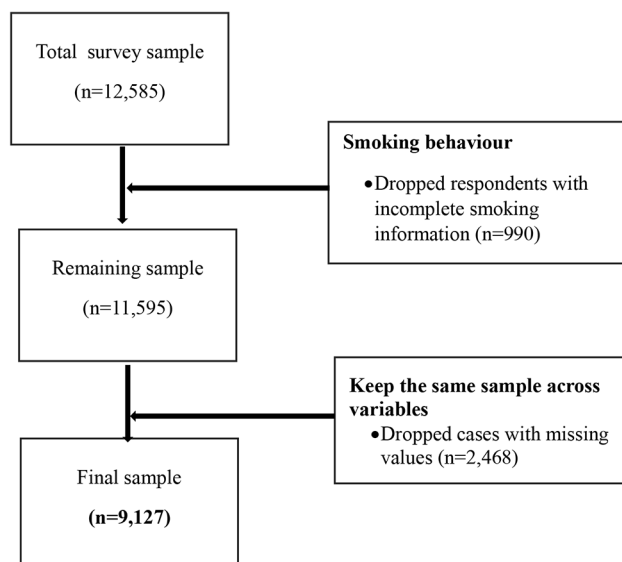 Total survey sample
(n=12,585)
Smoking behaviour
•Dropped respondents with
incomplete smoking
information (n=990)
Remaining sample
(n=11,595)
Keep the same sample across
variables
•Dropped cases with missing
values (n=2,468)
Final sample
(n=9,127)